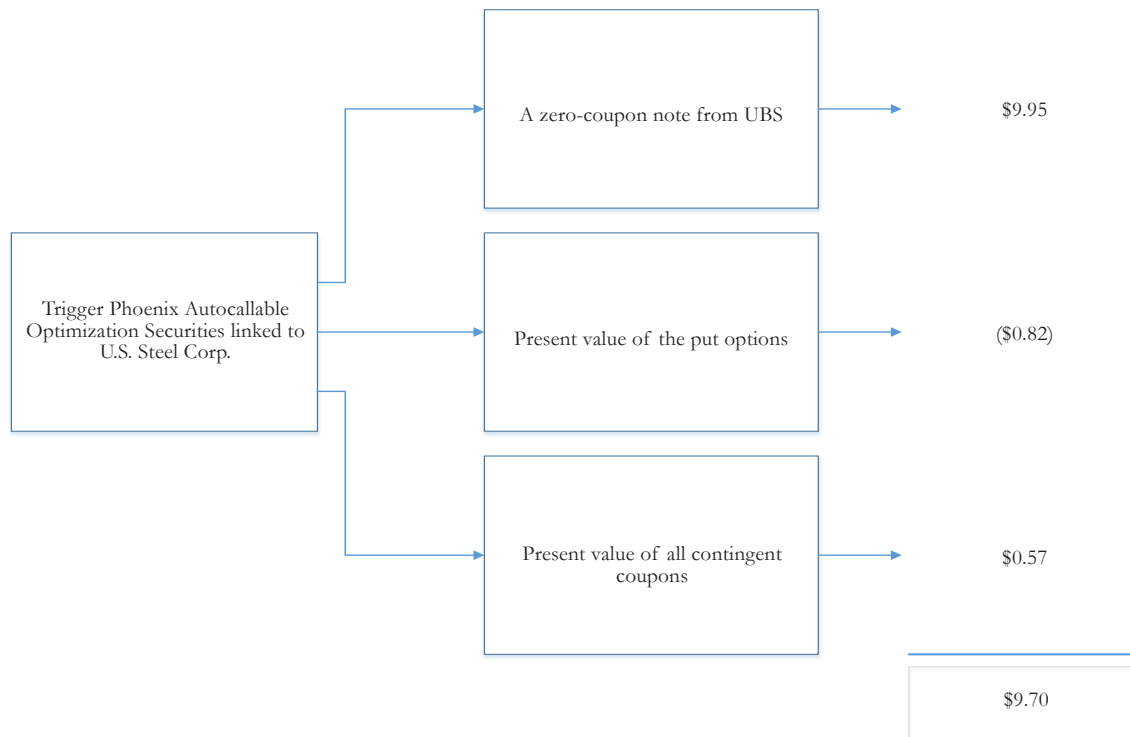 A zero-coupon note from UBS
$9.95
Trigger Phoenix Autocallable
Optimization Securities linked to
U.S. Steel Corp.
Present value of the put options
($0.82)
Present value of all contingent
coupons
$0.57
$9.70